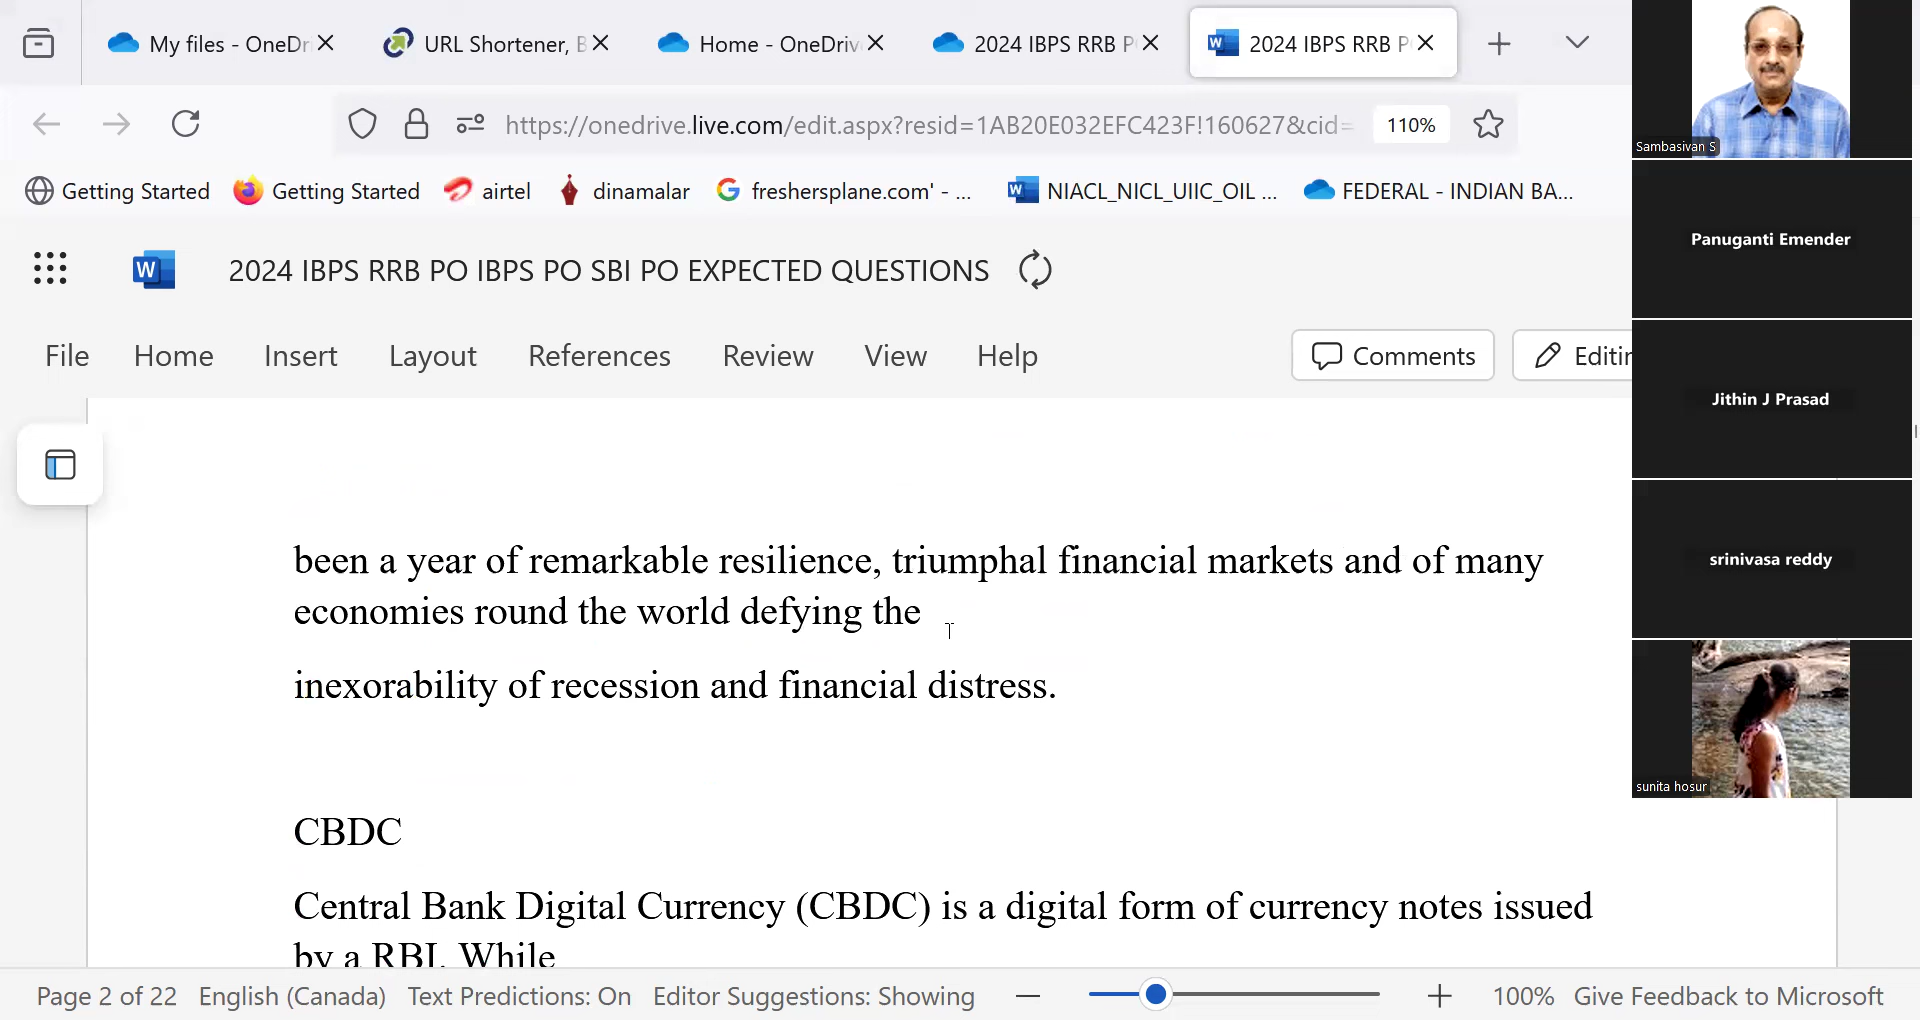 My files - OneDri
URL Shortener, B
Home - OneDriv
2024 IBPS RRB P
2024 IBPS RRB P
https://onedrive.live.com/edit.aspx?resid=1AB20E032EFC423F!160627&cid=
110%
Getting Started
Getting Started
airtel
dinamalar
freshersplane.com' - ...
NIACL_NICL_UIIC_OIL ...
FEDERAL - INDIAN BA...
2024 IBPS RRB PO IBPS PO SBI PO EXPECTED QUESTIONS
File Home Insert Layout References Review View Help
Comments
Editin
been a year of remarkable resilience, triumphal financial markets and of many
economies round the world defying the
inexorability of recession and financial distress.
CBDC
Central Bank Digital Currency (CBDC) is a digital form of currency notes issued
by a RBI. While
Page 2 of 22 English (Canada) Text Predictions: On Editor Suggestions: Showing 100% Give Feedback to Microsoft
Sambasivan S
Panuganti Emender
Jithin J Prasad
srinivasa reddy
sunita hosur